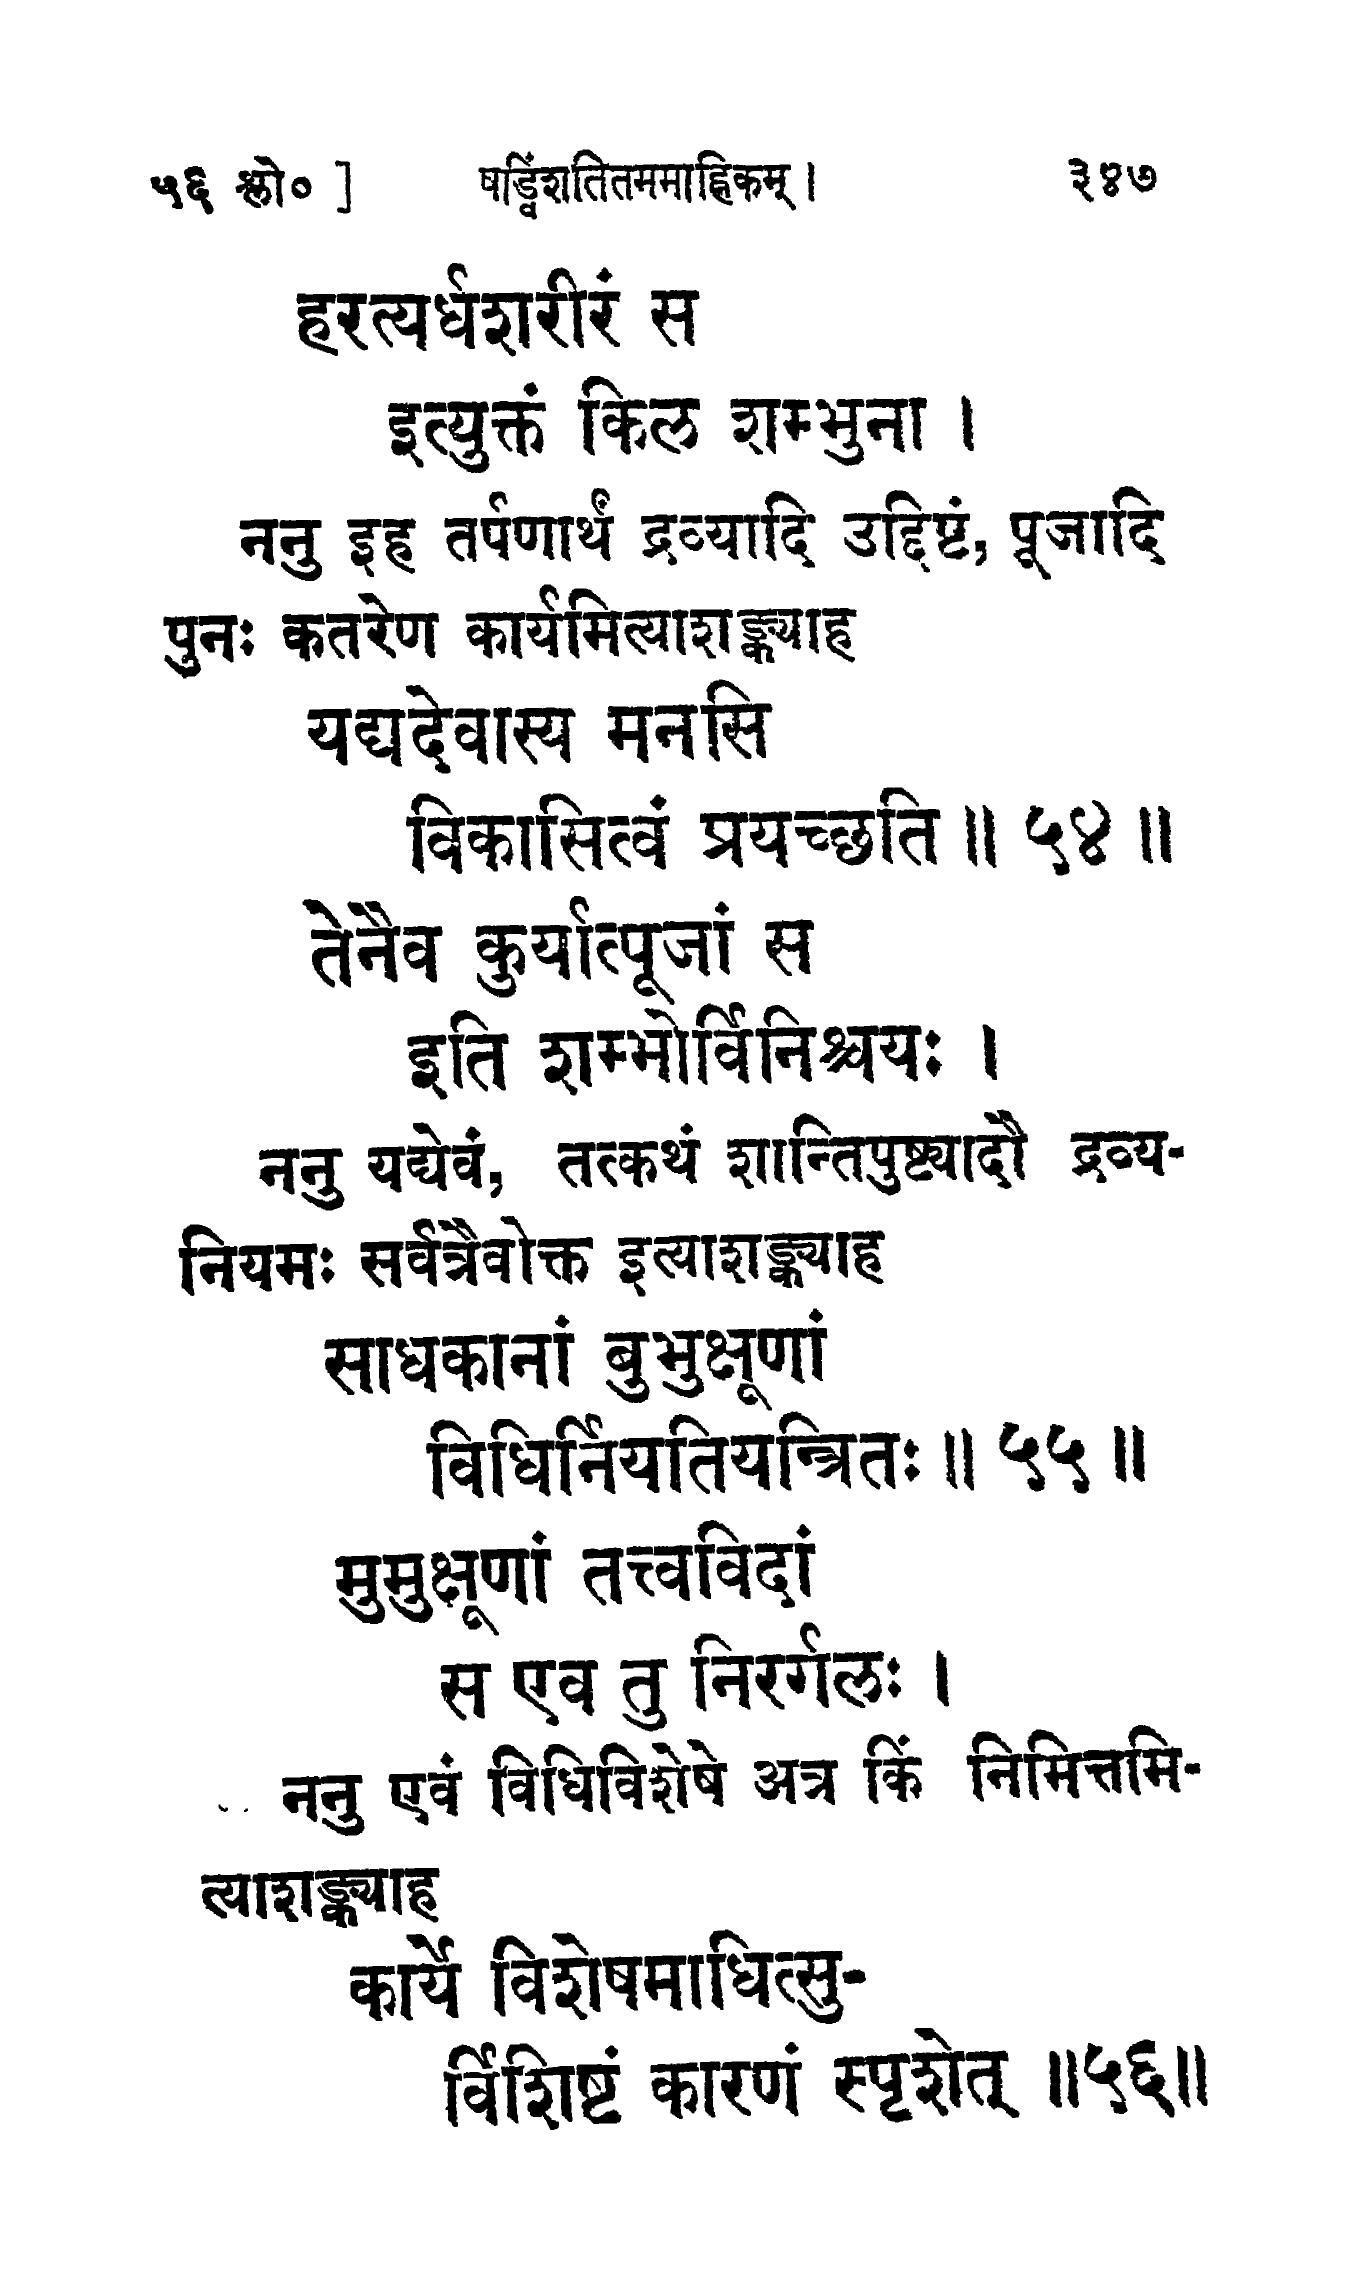 ५६ श्लो० ] षड्विंशतितममाह्निकम् । ३४७
हरत्यर्धशरीरं स
इत्युक्तं किल शम्भुना ।
ननु इह तर्पणार्थं द्रव्यादि उद्दिष्टं, पूजादि
पुनः कतरेण कार्यमित्याशङ्क्याह
यद्यदेवास्य मनसि
विकासित्वं प्रयच्छति ॥ ५४ ॥
तेनैव कुर्यात्पूजां स
इति शम्भोर्विनिश्चयः ।
ननु यद्येवं, तत्कथं शान्तिपुष्ट्यादौ द्रव्य-
नियमः सर्वत्रैवोक्त इत्याशङ्क्याह
साधकानां बुभुक्षूणां
विधिर्नियतियन्त्रितः ॥ ५५ ॥
मुमुक्षूणां तत्त्वविदां
स एव तु निरर्गलः ।
ननु एवं विधिविशेषे अत्र किं निमित्तमि-
त्याशङ्क्याह
कार्ये विशेषमाधित्सु-
र्विशिष्टं कारणं स्पृशेत् ॥५६॥